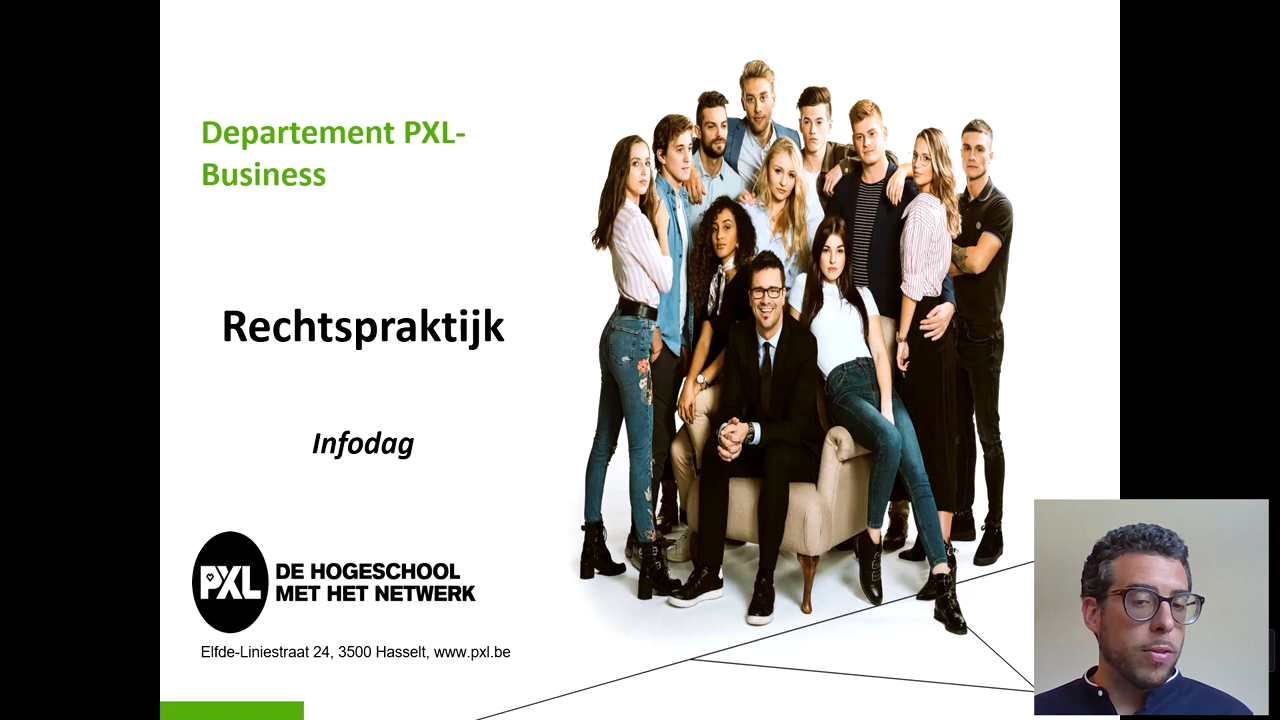 Departement PXL-
Business
Rechtspraktijk
Infodag
PXL
DE HOGESCHOOL
MET HET NETWERK
Elfde-Liniestraat 24, 3500 Hasselt, www.pxl.be